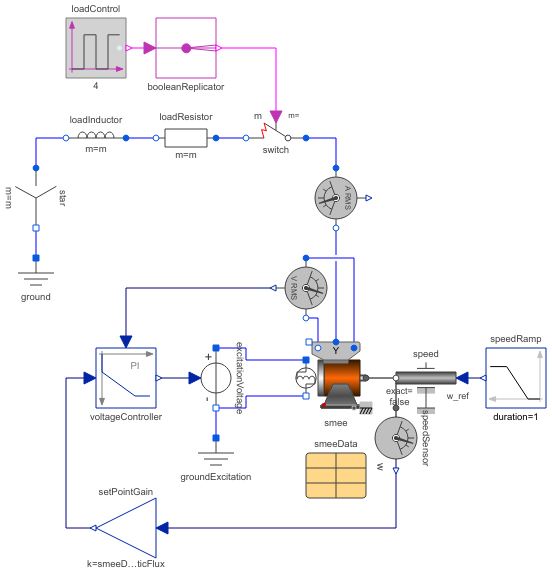 loadControl
4
booleanReplicator
loadInductor
m=m
loadResistor
m=m
m
m=
switch
star
m=m
A RMS
ground
V RMS
PI
voltageController
+
-
excitationVoltage
groundExcitation
Y
smee
exact=
false
speed
w_ref
speedRamp
duration=1
speedSensor
w
smeeData
setPointGain
k=smeeD...ticFlux